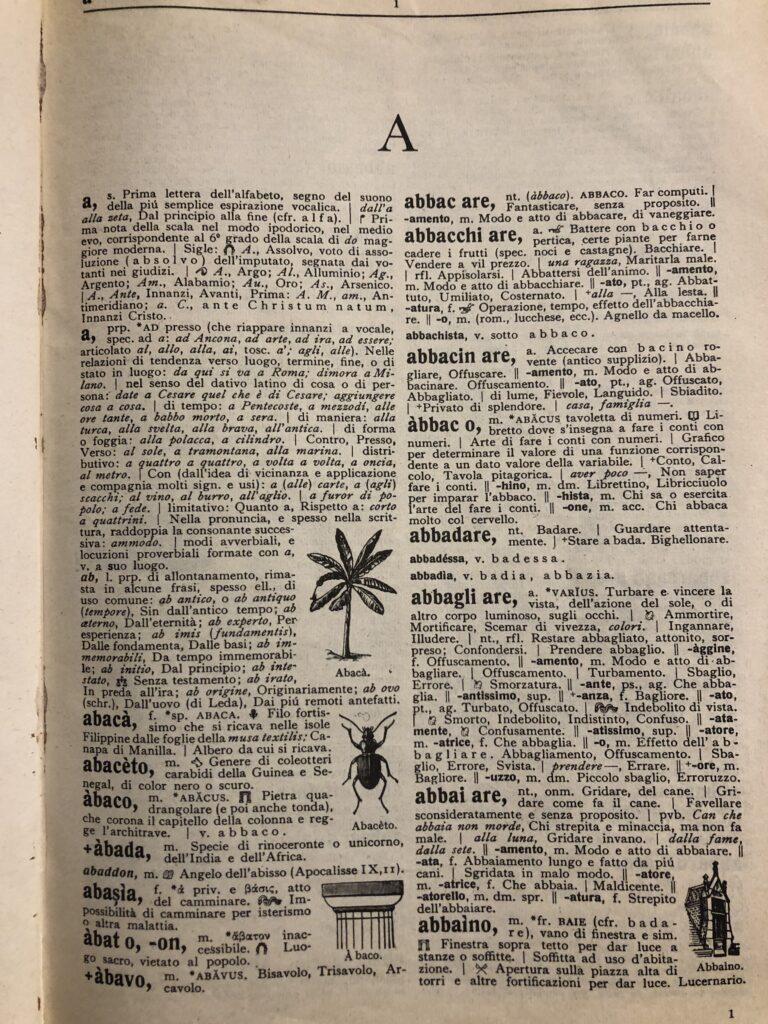 1
A
a, s. Prima lettera dell'alfabeto, segno del suono
della piú semplice espirazione vocalica. | dall'a
alla zeta, Dal principio alla fine (cfr. alfa). | Pri-
ma nota della scala nel modo ipodorico, nel medio
evo, corrispondente al 6° grado della scala di do mag-
giore moderna. | Sigle: A., Assolvo, voto di asso-
luzione (absolvo) dell'imputato, segnata dai vo-
tanti nei giudizi. | A., Argo; Al., Alluminio; Ag.,
Argento; Am., Alabamio; Au., Oro; As., Arsenico.
| A., Ante, Innanzi, Avanti, Prima: A. M., am., An-
timeridiano; a. C., ante Christum natum,
Innanzi Cristo.
a, prp. *AD presso (che riappare innanzi a vocale,
spec. ad a: ad Ancona, ad arte, ad ira, ad essere;
articolato al, allo, alla, ai, tosc. a'; agli, alle). Nelle
relazioni di tendenza verso luogo, termine, fine, o di
stato in luogo: da qui si va a Roma; dimora a Mi-
lano. | nel senso del dativo latino di cosa o di per-
sona: date a Cesare quel che è di Cesare; aggiungere
cosa a cosa. | di tempo: a Pentecoste, a mezzodí, alle
ore tante, a babbo morto, a sera. | di maniera: alla
turca, alla svelta, alla brava, all'antica. | di forma
o foggia: alla polacca, a cilindro. | Contro, Presso,
Verso: al sole, a tramontana, alla marina. | distri-
butivo: a quattro a quattro, a volta a volta, a oncia,
al metro. | Con (dall'idea di vicinanza e applicazione
e compagnia molti sign. e usi): a (alle) carte, a (agli)
scacchi; al vino, al burro, all'aglio. | a furor di po-
polo; a fede. | limitativo: Quanto a, Rispetto a: corto
a quattrini. | Nella pronuncia, e spesso nella scrit-
tura, raddoppia la consonante succes-
siva: ammodo. | modi avverbiali, e
locuzioni proverbiali formate con a,
v. a suo luogo.
ab, l. prp. di allontanamento, rima-
sta in alcune frasi, spesso ell., di
uso comune: ab antico, o ab antiquo
(tempore), Sin dall'antico tempo; ab
æterno, Dall'eternità; ab experto, Per
esperienza; ab imis (fundamentis),
Dalle fondamenta, Dalle basi; ab im-
memorabili, Da tempo immemorabi-
le; ab initio, Dal principio; ab inte-
stato, Senza testamento; ab irato,
In preda all'ira; ab origine, Originariamente; ab ovo
(schr.), Dall'uovo (di Leda), Dai piú remoti antefatti.
Abacà.
abacà, f. *sp. ABACA. Filo fortis-
simo che si ricava nelle isole
Filippine dalle foglie della musa textilis; Ca-
napa di Manilla. | Albero da cui si ricava.
abacèto, m. Genere di coleotteri
carabidi della Guinea e Se-
negal, di color nero o scuro.
Abacèto.
àbaco, m. *ABĂCUS. Pietra qua-
drangolare (e poi anche tonda),
che corona il capitello della colonna e reg-
ge l'architrave. | v. abbaco.
+àbada, m. Specie di rinoceronte o unicorno,
dell'India e dell'Africa.
abaddon, m. Angelo dell'abisso (Apocalisse IX,11).
abaṣìa, f. *ἀ priv. e βάσις, atto
del camminare. Im-
possibilità di camminare per isterismo
o altra malattia.
àbat o, -on, m. *ἄβατον inac-
cessibile. Luo-
go sacro, vietato al popolo.
Àbaco.
+àbavo, m. *ABĂVUS. Bisavolo, Trisavolo, Ar-
cavolo.
abbac are, nt. (àbbaco). ABBACO. Far computi. |
Fantasticare, senza proposito. ||
-amento, m. Modo e atto di abbacare, di vaneggiare.
abbacchi are, a. Battere con bacchio o
pertica, certe piante per farne
cadere i frutti (spec. noci e castagne). Bacchiare. |
Vendere a vil prezzo. | una ragazza, Maritarla male.
| rfl. Appisolarsi. | Abbattersi dell'animo. || -amento,
m. Modo e atto di abbacchiare. || -ato, pt., ag. Abbat-
tuto, Umiliato, Costernato. | +alla —, Alla lesta. ||
-atura, f. Operazione, tempo, effetto dell'abbacchia-
re. || -o, m. (rom., lucchese, ecc.). Agnello da macello.
abbachista, v. sotto abbaco.
abbacin are, a. Accecare con bacino ro-
vente (antico supplizio). | Abba-
gliare, Offuscare. || -amento, m. Modo e atto di ab-
bacinare. Offuscamento. || -ato, pt., ag. Offuscato,
Abbagliato. | di lume, Fievole, Languido. | Sbiadito.
| +Privato di splendore. | casa, famiglia —.
àbbac o, m. *ABĂCUS tavoletta di numeri. Li-
bretto dove s'insegna a fare i conti con
numeri. | Arte di fare i conti con numeri. | Grafico
per determinare il valore di una funzione corrispon-
dente a un dato valore della variabile. | +Conto, Cal-
colo, Tavola pitagorica. | aver poco —, Non saper
fare i conti. || -hino, m. dm. Librettino, Libricciuolo
per imparar l'abbaco. || -hista, m. Chi sa o esercita
l'arte del fare i conti. || -one, m. acc. Chi abbaca
molto col cervello.
abbadare, nt. Badare. | Guardare attenta-
mente. | +Stare a bada. Bighellonare.
abbadéssa, v. badessa.
abbadìa, v. badia, abbazia.
abbagli are, a. *VARĬUS. Turbare e vincere la
vista, dell'azione del sole, o di
altro corpo luminoso, sugli occhi. | Ammortire,
Mortificare, Scemar di vivezza, colori. | Ingannare,
Illudere. | nt., rfl. Restare abbagliato, attonito, sor-
preso; Confondersi. | Prendere abbaglio. || -àggine,
f. Offuscamento. || -amento, m. Modo e atto di ab-
bagliare. | Offuscamento. | Turbamento. | Sbaglio,
Errore. | Smorzatura. || -ante, ps., ag. Che abba-
glia. || -antissimo, sup. || +-anza, f. Bagliore. || -ato,
pt., ag. Turbato, Offuscato. | Indebolito di vista.
| Smorto, Indebolito, Indistinto, Confuso. || -ata-
mente, Confusamente. || -atissimo, sup. || -atore,
m. -atrice, f. Che abbaglia. || -o, m. Effetto dell'ab-
bagliare. Abbagliamento, Offuscamento. | Sba-
glio, Errore, Svista. | prendere —, Errare. || +-ore, m.
Bagliore. || -uzzo, m. dm. Piccolo sbaglio, Erroruzzo.
abbai are, nt., onm. Gridare, del cane. | Gri-
dare come fa il cane. | Favellare
sconsideratamente e senza proposito. | pvb. Can che
abbaia non morde, Chi strepita e minaccia, ma non fa
male. | alla luna, Gridare invano. | dalla fame,
dalla sete. || -amento, m. Modo e atto di abbaiare. ||
-ata, f. Abbaiamento lungo e fatto da piú
cani. | Sgridata in malo modo. || -atore,
m. -atrice, f. Che abbaia. | Maldicente. ||
-atorello, m. dm. spr. || -atura, f. Strepito
dell'abbaiare.
abbaino, m. *fr. BAIE (cfr. bada-
re), vano di finestra e sim.
Finestra sopra tetto per dar luce a
stanze o soffitte. | Soffitta ad uso d'abita-
zione. | Apertura sulla piazza alta di
torri e altre fortificazioni per dar luce. Lucernario.
Abbaino.
1